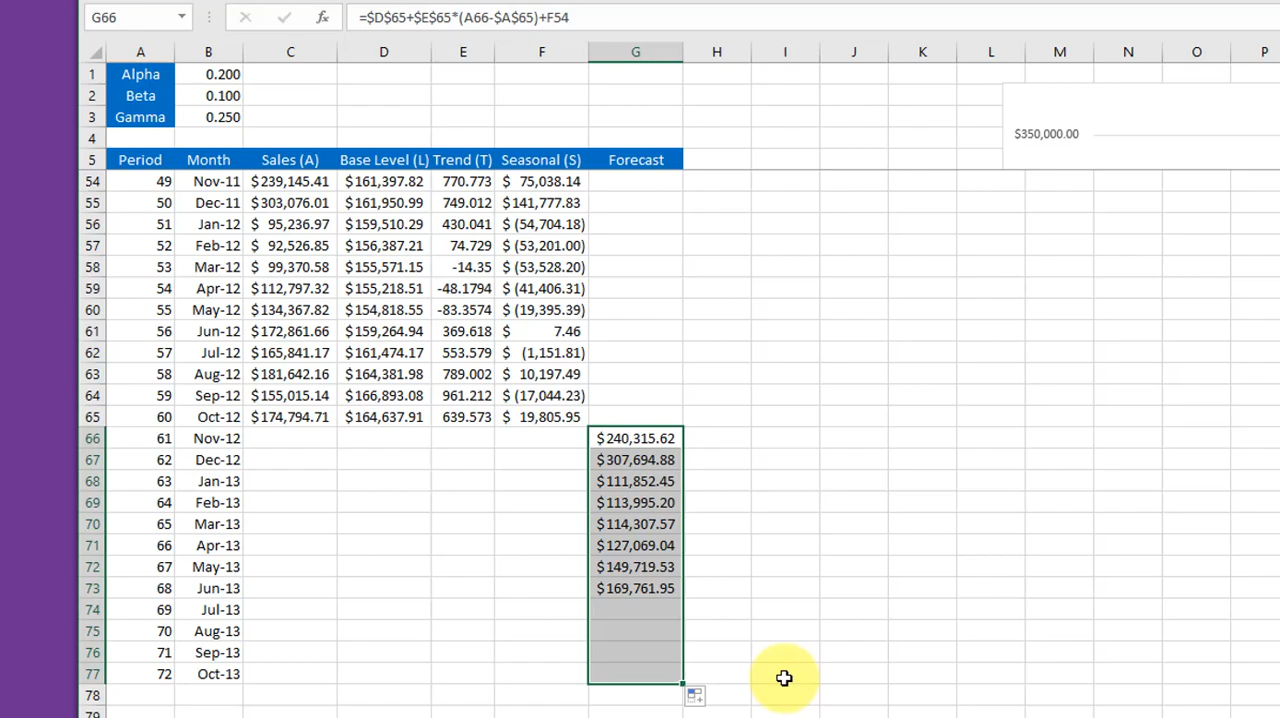 G66 fx =$D$65+$E$65*(A66-$A$65)+F54
A B C D E F G H I J K L M N O P
1 Alpha 0.200
2 Beta 0.100
3 Gamma 0.250
$350,000.00
4
5 Period Month Sales (A) Base Level (L) Trend (T) Seasonal (S) Forecast
54 49 Nov-11 $239,145.41 $161,397.82 770.773 $ 75,038.14
55 50 Dec-11 $303,076.01 $161,950.99 749.012 $141,777.83
56 51 Jan-12 $ 95,236.97 $159,510.29 430.041 $ (54,704.18)
57 52 Feb-12 $ 92,526.85 $156,387.21 74.729 $ (53,201.00)
58 53 Mar-12 $ 99,370.58 $155,571.15 -14.35 $ (53,528.20)
59 54 Apr-12 $112,797.32 $155,218.51 -48.1794 $ (41,406.31)
60 55 May-12 $134,367.82 $154,818.55 -83.3574 $ (19,395.39)
61 56 Jun-12 $172,861.66 $159,264.94 369.618 $ 7.46
62 57 Jul-12 $165,841.17 $161,474.17 553.579 $ (1,151.81)
63 58 Aug-12 $181,642.16 $164,381.98 789.002 $ 10,197.49
64 59 Sep-12 $155,015.14 $166,893.08 961.212 $ (17,044.23)
65 60 Oct-12 $174,794.71 $164,637.91 639.573 $ 19,805.95
66 61 Nov-12 $240,315.62
67 62 Dec-12 $307,694.88
68 63 Jan-13 $111,852.45
69 64 Feb-13 $113,995.20
70 65 Mar-13 $114,307.57
71 66 Apr-13 $127,069.04
72 67 May-13 $149,719.53
73 68 Jun-13 $169,761.95
74 69 Jul-13
75 70 Aug-13
76 71 Sep-13
77 72 Oct-13
78
79